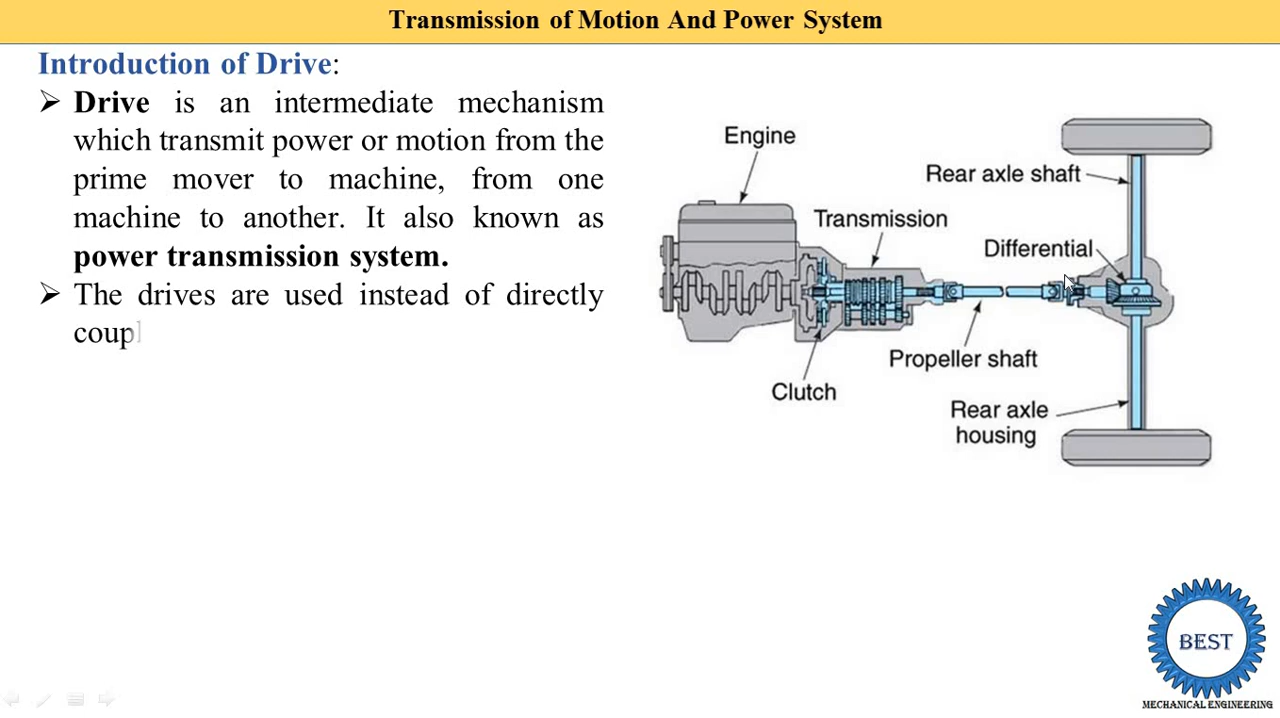 Transmission of Motion And Power System
Introduction of Drive:
➢ Drive is an intermediate mechanism
which transmit power or motion from the
prime mover to machine, from one
machine to another. It also known as
power transmission system.
➢ The drives are used instead of directly
coupl
Engine
Rear axle shaft
Transmission
Differential
Propeller shaft
Clutch
Rear axle
housing
BEST
MECHANICAL ENGINEERING